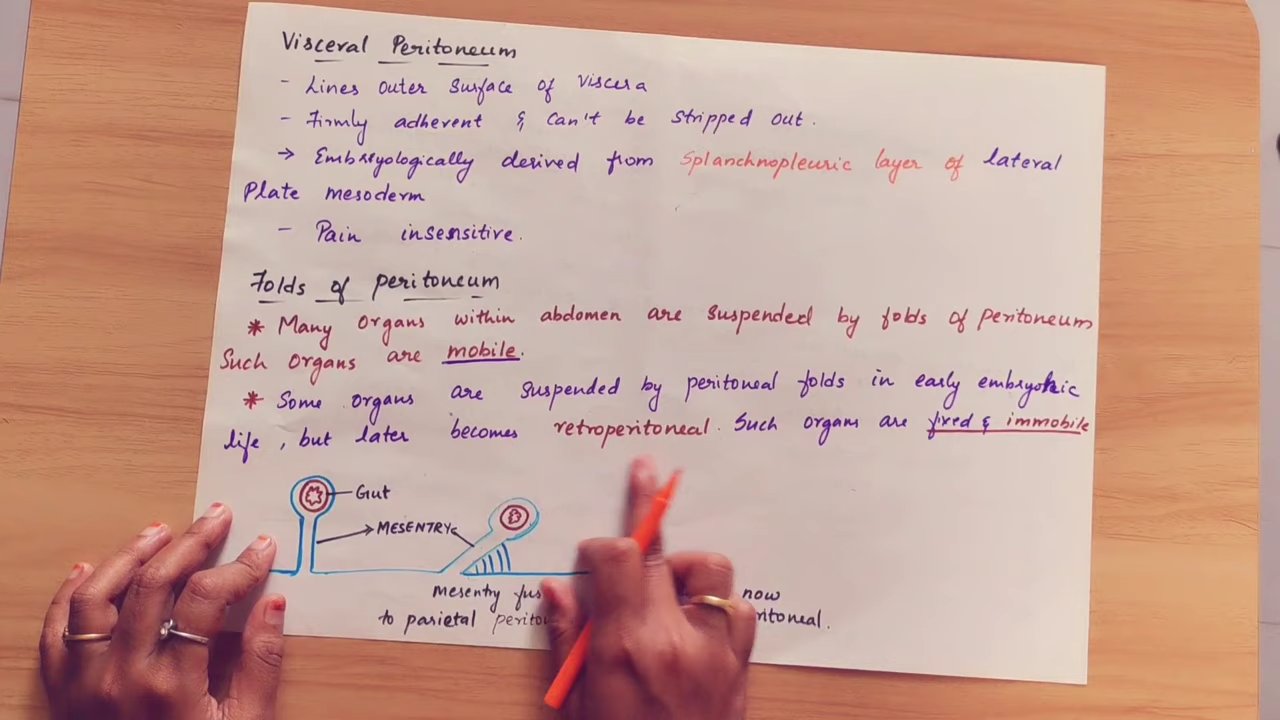 Visceral Peritoneum
- Lines outer surface of viscera
- Firmly adherent & can't be stripped out.
→ Embryologically derived from Splanchnopleuric layer of lateral
Plate mesoderm
- Pain insensitive.
Folds of peritoneum
* Many organs within abdomen are suspended by folds of peritoneum
Such organs are mobile.
* Some organs are suspended by peritoneal folds in early embryonic
life, but later becomes retroperitoneal. Such organs are fixed & immobile
Gut
MESENTRY
mesentry now
to parietal